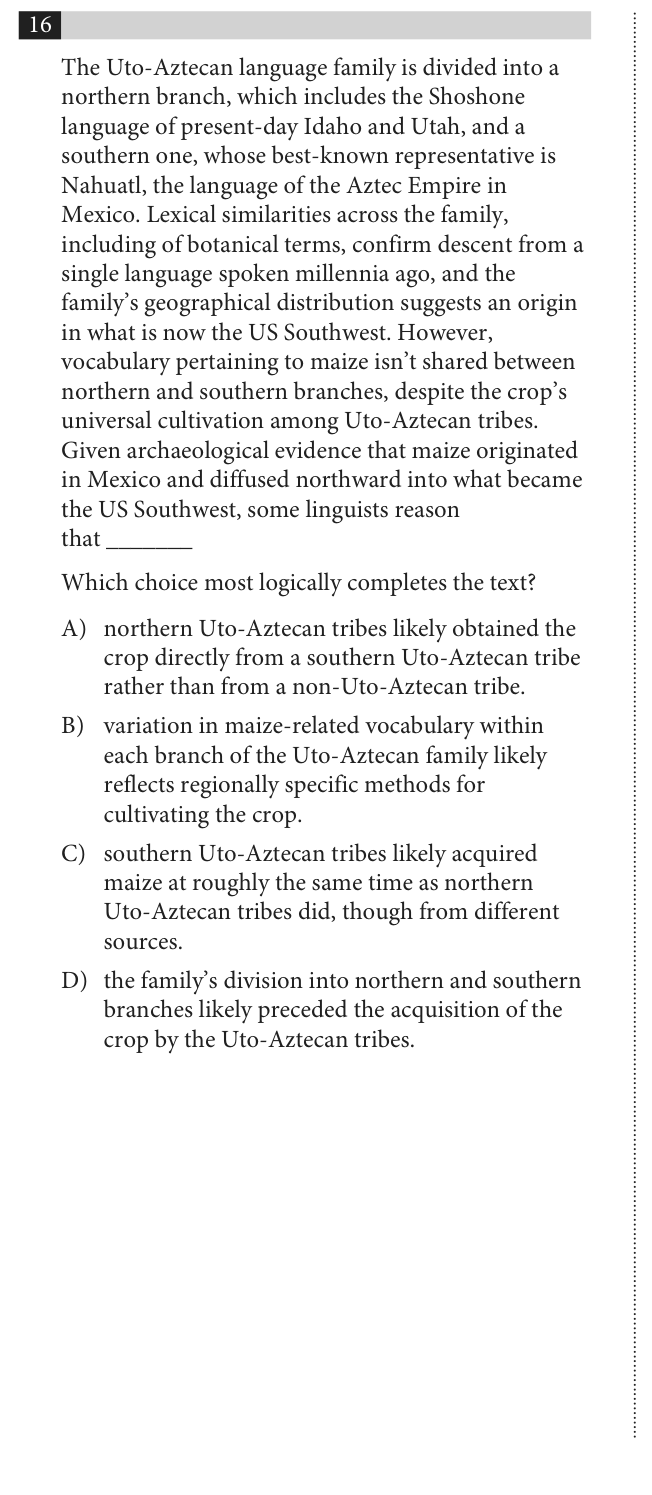 16
The Uto-Aztecan language family is divided into a
northern branch, which includes the Shoshone
language of present-day Idaho and Utah, and a
southern one, whose best-known representative is
Nahuatl, the language of the Aztec Empire in
Mexico. Lexical similarities across the family,
including of botanical terms, confirm descent from a
single language spoken millennia ago, and the
family’s geographical distribution suggests an origin
in what is now the US Southwest. However,
vocabulary pertaining to maize isn’t shared between
northern and southern branches, despite the crop’s
universal cultivation among Uto-Aztecan tribes.
Given archaeological evidence that maize originated
in Mexico and diffused northward into what became
the US Southwest, some linguists reason
that _______
Which choice most logically completes the text?
A) northern Uto-Aztecan tribes likely obtained the
crop directly from a southern Uto-Aztecan tribe
rather than from a non-Uto-Aztecan tribe.
B) variation in maize-related vocabulary within
each branch of the Uto-Aztecan family likely
reflects regionally specific methods for
cultivating the crop.
C) southern Uto-Aztecan tribes likely acquired
maize at roughly the same time as northern
Uto-Aztecan tribes did, though from different
sources.
D) the family’s division into northern and southern
branches likely preceded the acquisition of the
crop by the Uto-Aztecan tribes.